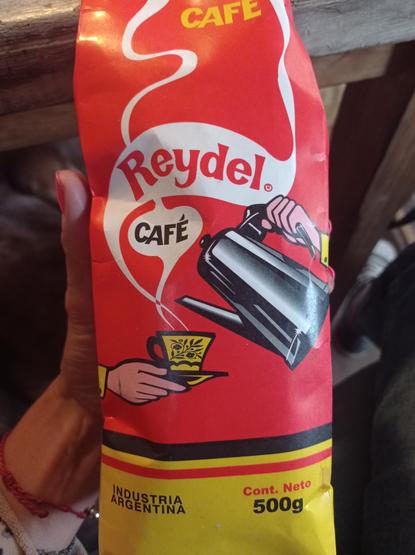 CAFÉ
Reydel®
CAFÉ
INDUSTRIA
ARGENTINA
Cont. Neto
500g